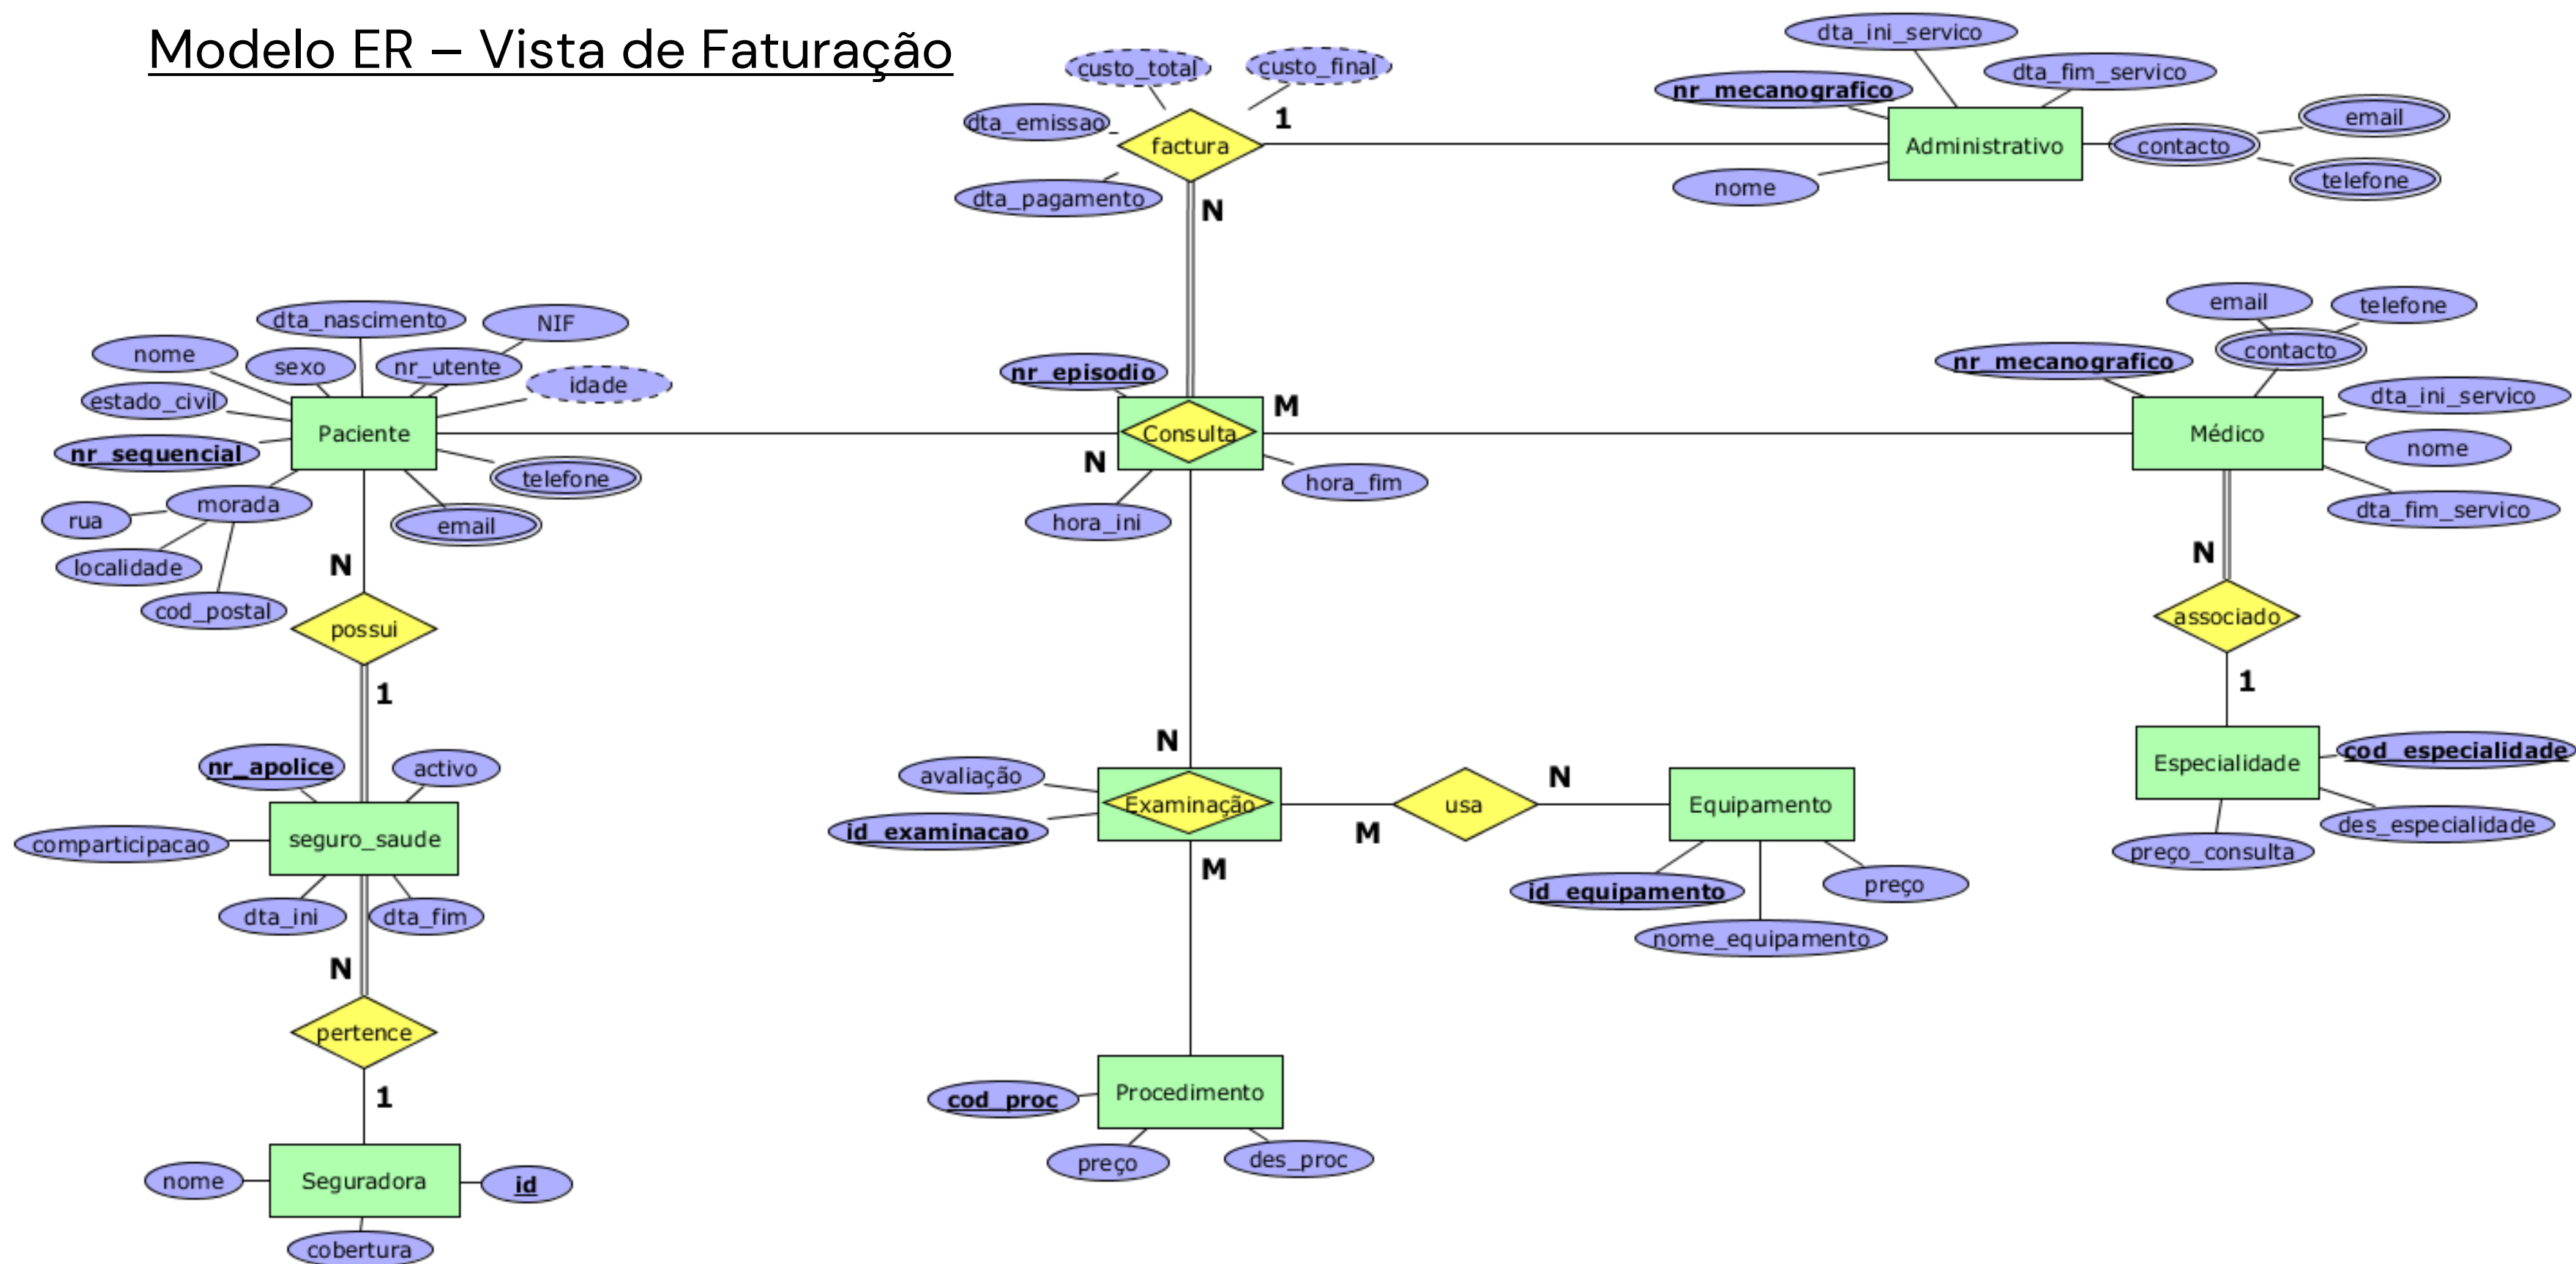 Modelo ER – Vista de Faturação
custo_total
custo_final
dta_emissao
dta_pagamento
factura
1
N
dta_ini_servico
dta_fim_servico
nr_mecanografico
nome
Administrativo
contacto
email
telefone
nome
dta_nascimento
NIF
sexo
nr_utente
idade
estado_civil
nr_sequencial
Paciente
morada
rua
localidade
cod_postal
telefone
email
N
possui
1
nr_episodio
Consulta
M
N
hora_ini
hora_fim
email
telefone
contacto
nr_mecanografico
Médico
dta_ini_servico
nome
dta_fim_servico
N
associado
1
Especialidade
cod_especialidade
des_especialidade
preço_consulta
nr_apolice
activo
comparticipacao
seguro_saude
dta_ini
dta_fim
N
pertence
1
nome
Seguradora
id
cobertura
N
avaliação
id_examinacao
Examinação
M
usa
M
N
Equipamento
id_equipamento
nome_equipamento
preço
cod_proc
Procedimento
preço
des_proc